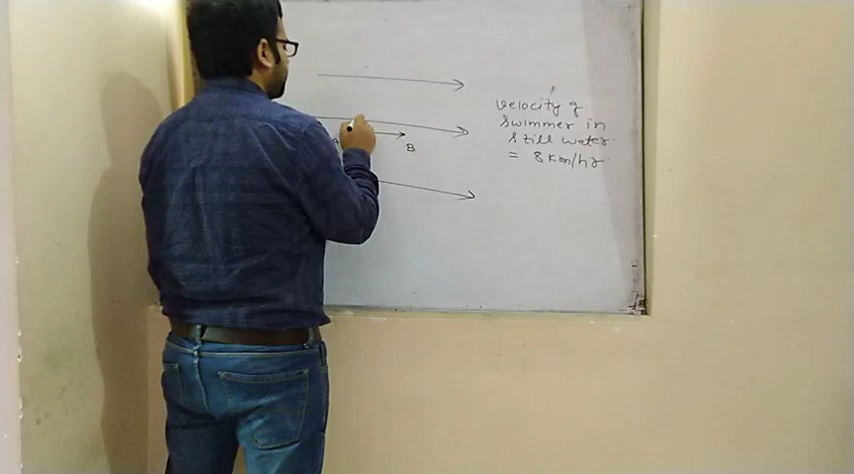 velocity of
swimmer in
still water
= 8 km/hr
A
B